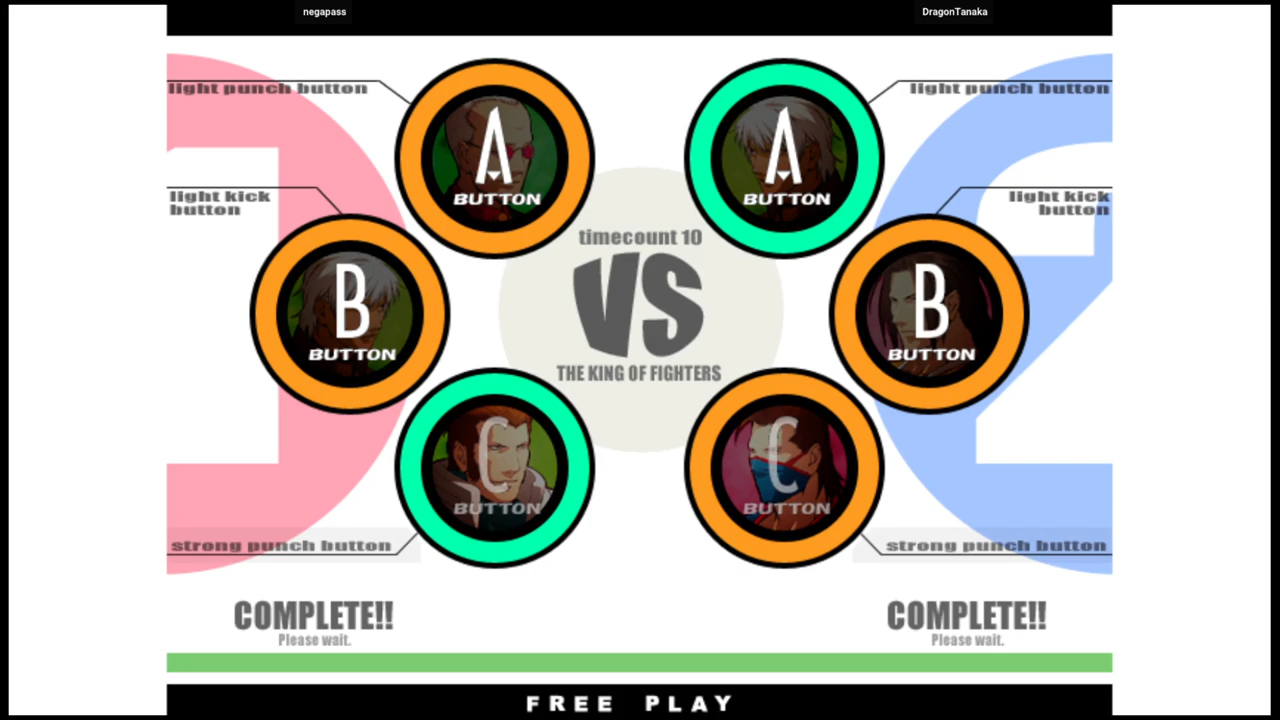 negapass
DragonTanaka
light punch button
A
BUTTON
A
BUTTON
light punch button
light kick
button
B
BUTTON
timecount 10
VS
THE KING OF FIGHTERS
light kick
button
B
BUTTON
C
BUTTON
C
BUTTON
strong punch button
strong punch button
COMPLETE!!
Please wait.
COMPLETE!!
Please wait.
FREE PLAY